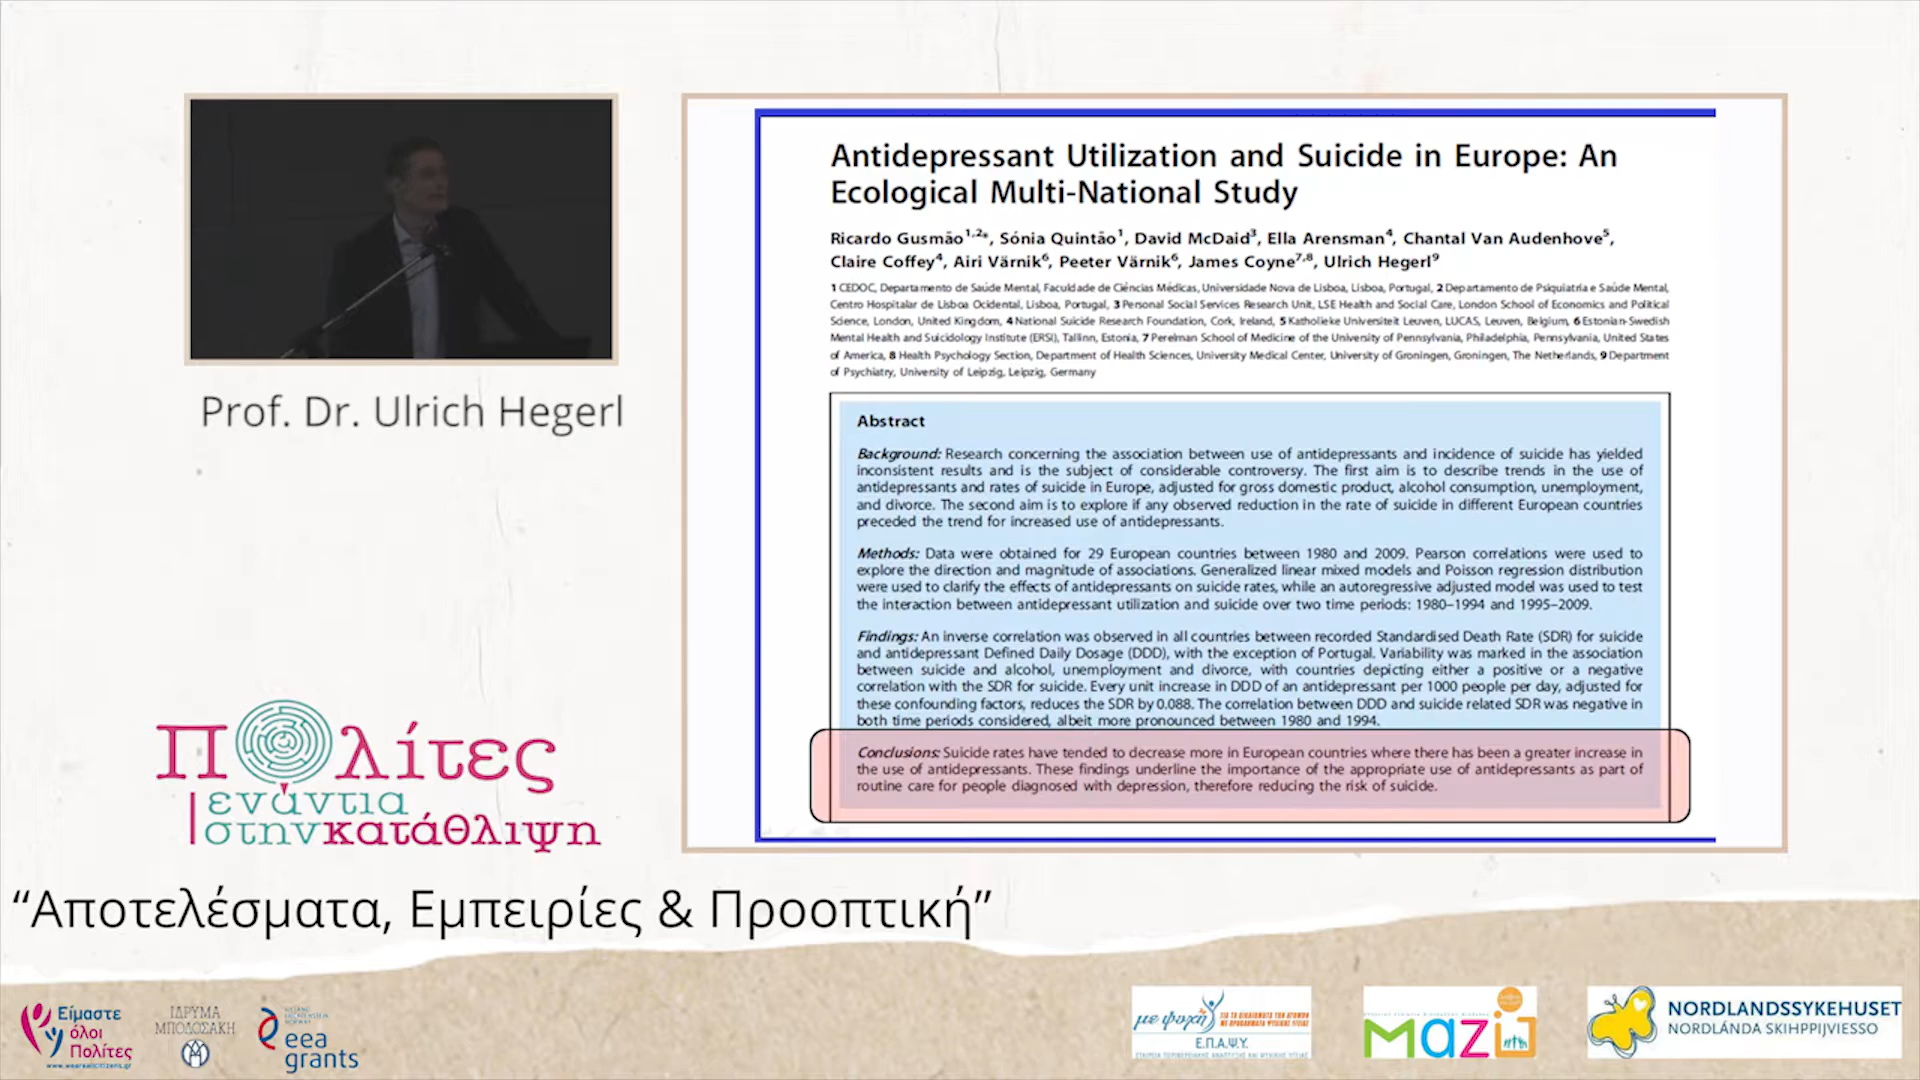 Antidepressant Utilization and Suicide in Europe: An
Ecological Multi-National Study
Ricardo Gusmão1,2*, Sónia Quintão1, David McDaid3, Ella Arensman4, Chantal Van Audenhove5,
Claire Coffey4, Airi Värnik6, Peeter Värnik6, James Coyne7,8, Ulrich Hegerl9
1 CEDOC, Departamento de Saúde Mental, Faculdade de Ciências Médicas, Universidade Nova de Lisboa, Lisboa, Portugal, 2 Departamento de Psiquiatria e Saúde Mental,
Centro Hospitalar de Lisboa Ocidental, Lisboa, Portugal, 3 Personal Social Services Research Unit, LSE Health and Social Care, London School of Economics and Political
Science, London, United Kingdom, 4 National Suicide Research Foundation, Cork, Ireland, 5 Katholieke Universiteit Leuven, LUCAS, Leuven, Belgium, 6 Estonian-Swedish
Mental Health and Suicidology Institute (ERSI), Tallinn, Estonia, 7 Perelman School of Medicine of the University of Pennsylvania, Philadelphia, Pennsylvania, United States
of America, 8 Health Psychology Section, Department of Health Sciences, University Medical Center, University of Groningen, Groningen, The Netherlands, 9 Department
of Psychiatry, University of Leipzig, Leipzig, Germany
Abstract
Background: Research concerning the association between use of antidepressants and incidence of suicide has yielded
inconsistent results and is the subject of considerable controversy. The first aim is to describe trends in the use of
antidepressants and rates of suicide in Europe, adjusted for gross domestic product, alcohol consumption, unemployment,
and divorce. The second aim is to explore if any observed reduction in the rate of suicide in different European countries
preceded the trend for increased use of antidepressants.
Methods: Data were obtained for 29 European countries between 1980 and 2009. Pearson correlations were used to
explore the direction and magnitude of associations. Generalized linear mixed models and Poisson regression distribution
were used to clarify the effects of antidepressants on suicide rates, while an autoregressive adjusted model was used to test
the interaction between antidepressant utilization and suicide over two time periods: 1980–1994 and 1995–2009.
Findings: An inverse correlation was observed in all countries between recorded Standardised Death Rate (SDR) for suicide
and antidepressant Defined Daily Dosage (DDD), with the exception of Portugal. Variability was marked in the association
between suicide and alcohol, unemployment and divorce, with countries depicting either a positive or a negative
correlation with the SDR for suicide. Every unit increase in DDD of an antidepressant per 1000 people per day, adjusted for
these confounding factors, reduces the SDR by 0.088. The correlation between DDD and suicide related SDR was negative in
both time periods considered, albeit more pronounced between 1980 and 1994.
Conclusions: Suicide rates have tended to decrease more in European countries where there has been a greater increase in
the use of antidepressants. These findings underline the importance of the appropriate use of antidepressants as part of
routine care for people diagnosed with depression, therefore reducing the risk of suicide.
Prof. Dr. Ulrich Hegerl
Πολίτες
ενάντια
στην κατάθλιψη
“Αποτελέσματα, Εμπειρίες & Προοπτική”
Είμαστε
όλοι
Πολίτες
www.weareallcitizens.gr
ΙΔΡΥΜΑ
ΜΠΟΔΟΣΑΚΗ
eea
grants
με ψυχή
ΓΙΑ ΤΑ ΔΙΚΑΙΩΜΑΤΑ ΤΩΝ ΑΤΟΜΩΝ
ΜΕ ΠΡΟΒΛΗΜΑΤΑ ΨΥΧΙΚΗΣ ΥΓΕΙΑΣ
Ε.Π.Α.Ψ.Υ.
ΕΤΑΙΡΕΙΑ ΠΕΡΙΦΕΡΕΙΑΚΗΣ ΑΝΑΠΤΥΞΗΣ ΚΑΙ ΨΥΧΙΚΗΣ ΥΓΕΙΑΣ
мazi
NORDLANDSSYKEHUSET
NORDLÁNDA SKIHPPIJVIESSO